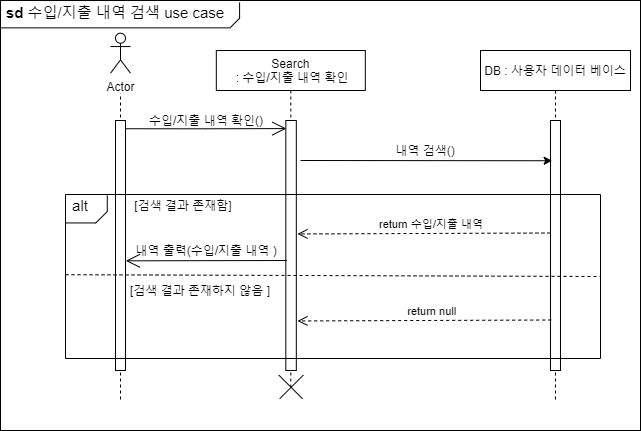 sd 수입/지출 내역 검색 use case
Actor
Search
: 수입/지출 내역 확인
DB : 사용자 데이터 베이스
수입/지출 내역 확인()
내역 검색()
alt
[검색 결과 존재함]
return 수입/지출 내역
내역 출력(수입/지출 내역 )
[검색 결과 존재하지 않음 ]
return null